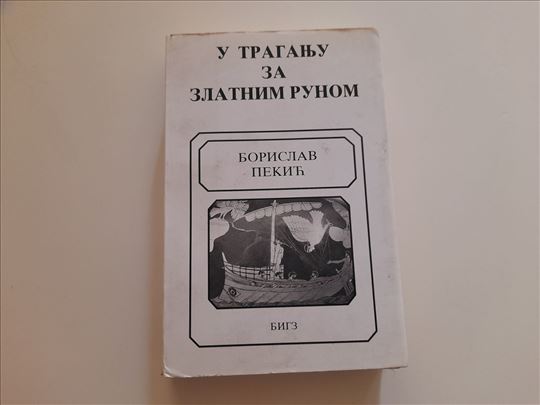 У ТРАГАЊУ
ЗА
ЗЛАТНИМ РУНОМ
БОРИСЛАВ
ПЕКИЋ
БИГЗ